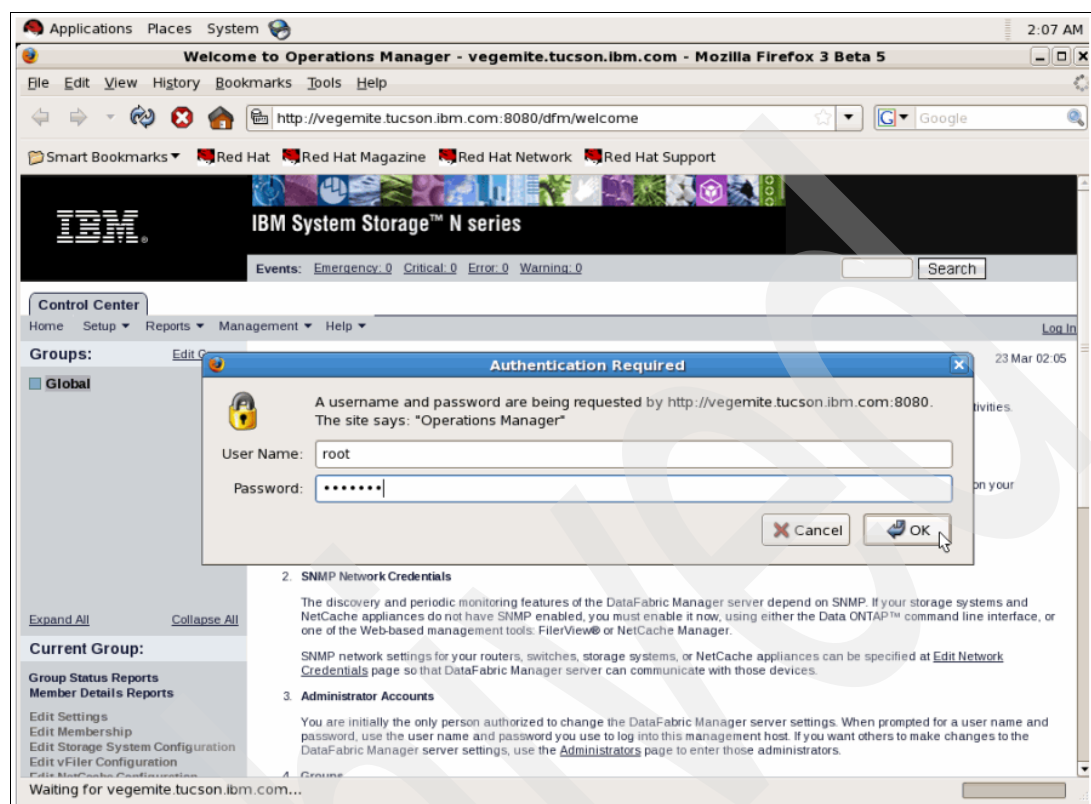 Applications Places System 2:07 AM
Welcome to Operations Manager - vegemite.tucson.ibm.com - Mozilla Firefox 3 Beta 5
File Edit View History Bookmarks Tools Help
http://vegemite.tucson.ibm.com:8080/dfm/welcome G Google
Smart Bookmarks Red Hat Red Hat Magazine Red Hat Network Red Hat Support
IBM
IBM System Storage™ N series
Events: Emergency: 0 Critical: 0 Error: 0 Warning: 0 Search
Control Center
Home Setup Reports Management Help Log In
Groups: Edit G 23 Mar 02:05
Global
Authentication Required
A username and password are being requested by http://vegemite.tucson.ibm.com:8080.
The site says: "Operations Manager"
tivities.
User Name: root
Password: •••••••
on your
Cancel OK
2. SNMP Network Credentials
The discovery and periodic monitoring features of the DataFabric Manager server depend on SNMP. If your storage systems and
NetCache appliances do not have SNMP enabled, you must enable it now, using either the Data ONTAP™ command line interface, or
one of the Web-based management tools: FilerView® or NetCache Manager.
Expand All Collapse All
SNMP network settings for your routers, switches, storage systems, or NetCache appliances can be specified at Edit Network
Credentials page so that DataFabric Manager server can communicate with those devices.
Current Group:
Group Status Reports
Member Details Reports
3. Administrator Accounts
You are initially the only person authorized to change the DataFabric Manager server settings. When prompted for a user name and
password, use the user name and password you use to log into this management host. If you want others to make changes to the
DataFabric Manager server settings, use the Administrators page to enter those administrators.
Edit Settings
Edit Membership
Edit Storage System Configuration
Edit vFiler Configuration
Edit NetCache Configuration
4. Groups
Waiting for vegemite.tucson.ibm.com...